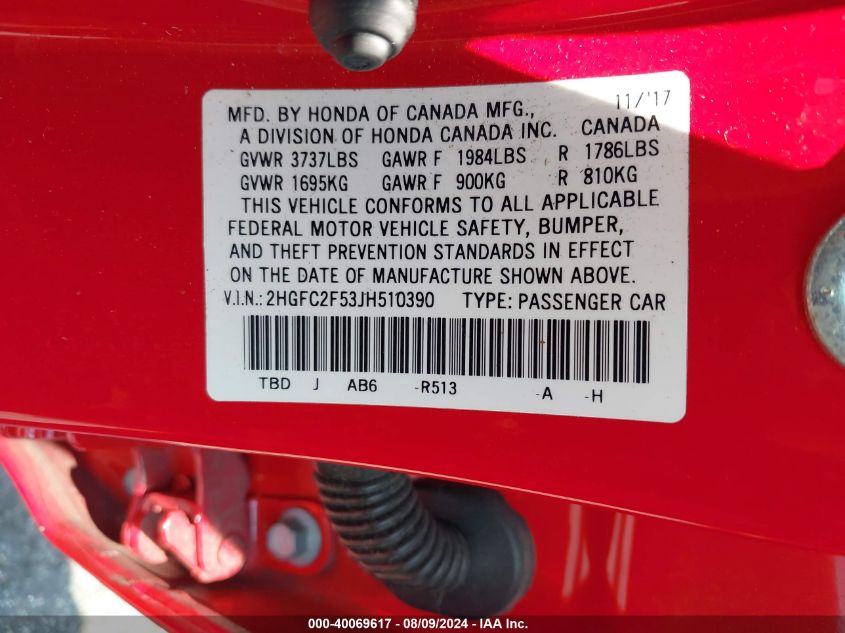 11/'17
MFD. BY HONDA OF CANADA MFG.,
A DIVISION OF HONDA CANADA INC. CANADA
GVWR 3737LBS GAWR F 1984LBS R 1786LBS
GVWR 1695KG GAWR F 900KG R 810KG
THIS VEHICLE CONFORMS TO ALL APPLICABLE
FEDERAL MOTOR VEHICLE SAFETY, BUMPER,
AND THEFT PREVENTION STANDARDS IN EFFECT
ON THE DATE OF MANUFACTURE SHOWN ABOVE.
V.I.N.: 2HGFC2F53JH510390 TYPE: PASSENGER CAR
TBD J AB6 -R513 -A -H
000-40069617 - 08/09/2024 - IAA Inc.